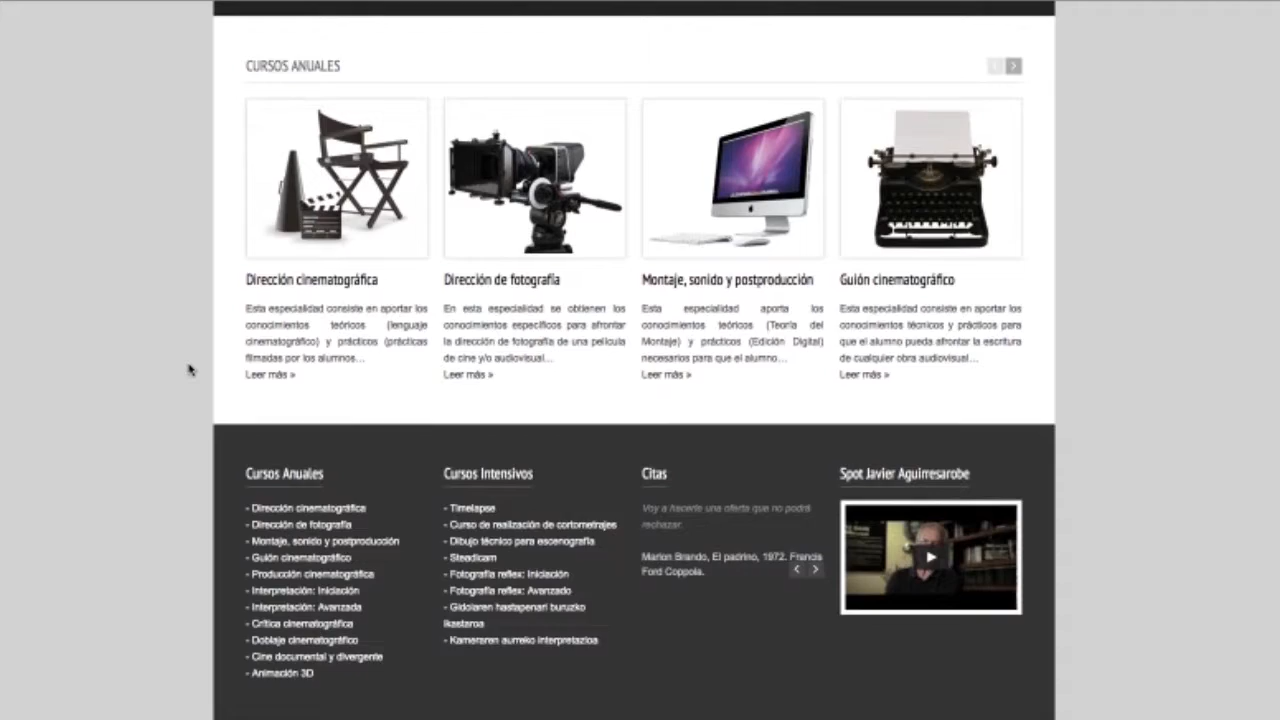 CURSOS ANUALES
Dirección cinematográfica
Esta especialidad consiste en aportar los
conocimientos teóricos (lenguaje
cinematográfico) y prácticos (prácticas
filmadas por los alumnos...
Leer más »
Dirección de fotografía
En esta especialidad se obtienen los
conocimientos específicos para afrontar
la dirección de fotografía de una película
de cine y/o audiovisual...
Leer más »
Montaje, sonido y postproducción
Esta especialidad aporta los
conocimientos teóricos (Teoría del
Montaje) y prácticos (Edición Digital)
necesarios para que el alumno...
Leer más »
Guión cinematográfico
Esta especialidad consiste en aportar los
conocimientos técnicos y prácticos para
que el alumno pueda afrontar la escritura
de cualquier obra audiovisual...
Leer más »
Cursos Anuales
- Dirección cinematográfica
- Dirección de fotografía
- Montaje, sonido y postproducción
- Guión cinematográfico
- Producción cinematográfica
- Interpretación: Iniciación
- Interpretación: Avanzada
- Crítica cinematográfica
- Doblaje cinematográfico
- Cine documental y divergente
- Animación 3D
Cursos Intensivos
- Timelapse
- Curso de realización de cortometrajes
- Dibujo técnico para escenografía
- Steadicam
- Fotografía reflex: Iniciación
- Fotografía reflex: Avanzado
- Gidoiaren hastapenari buruzko
ikastaroa
- Kameraren aurreko interpretazioa
Citas
Voy a hacerle una oferta que no podrá
rechazar.
Marlon Brando, El padrino, 1972. Francis
Ford Coppola.
Spot Javier Aguirresarobe